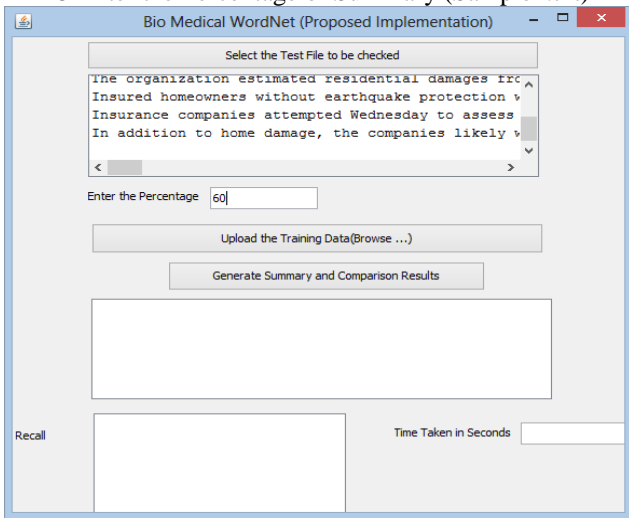 Bio Medical WordNet (Proposed Implementation)
Select the Test File to be checked
The organization estimated residential damages fro
Insured homeowners without earthquake protection w
Insurance companies attempted Wednesday to assess
In addition to home damage, the companies likely w
Enter the Percentage 60
Upload the Training Data(Browse ...)
Generate Summary and Comparison Results
Recall
Time Taken in Seconds